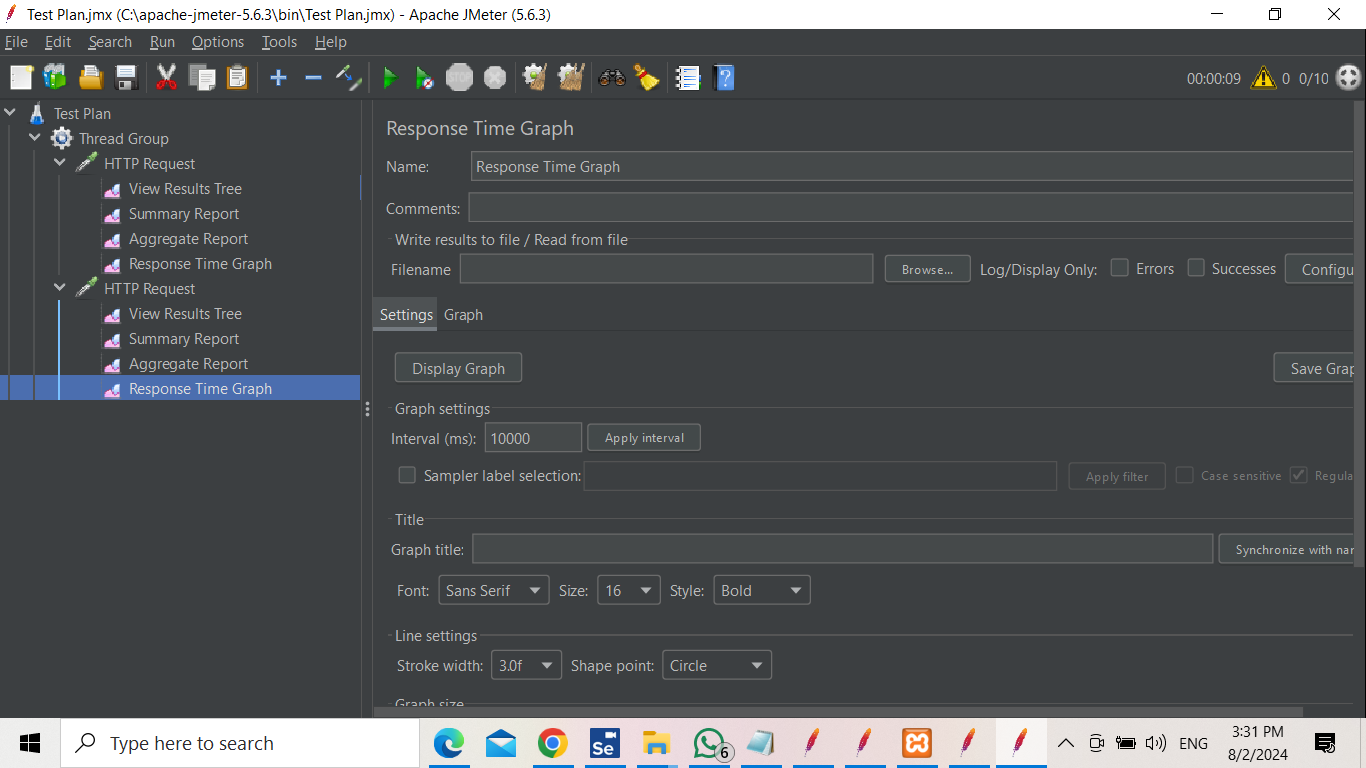 Test Plan.jmx (C:\apache-jmeter-5.6.3\bin\Test Plan.jmx) - Apache JMeter (5.6.3)
File Edit Search Run Options Tools Help
STOP 00:00:09 0 0/10
Test Plan
Thread Group
HTTP Request
View Results Tree
Summary Report
Aggregate Report
Response Time Graph
HTTP Request
View Results Tree
Summary Report
Aggregate Report
Response Time Graph
Response Time Graph
Name: Response Time Graph
Comments:
Write results to file / Read from file
Filename Browse... Log/Display Only: Errors Successes Configu
Settings Graph
Display Graph Save Grap
Graph settings
Interval (ms): 10000 Apply interval
Sampler label selection: Apply filter Case sensitive Regula
Title
Graph title: Synchronize with nar
Font: Sans Serif Size: 16 Style: Bold
Line settings
Stroke width: 3.0f Shape point: Circle
Graph size
Type here to search Se 6 ENG 3:31 PM
8/2/2024